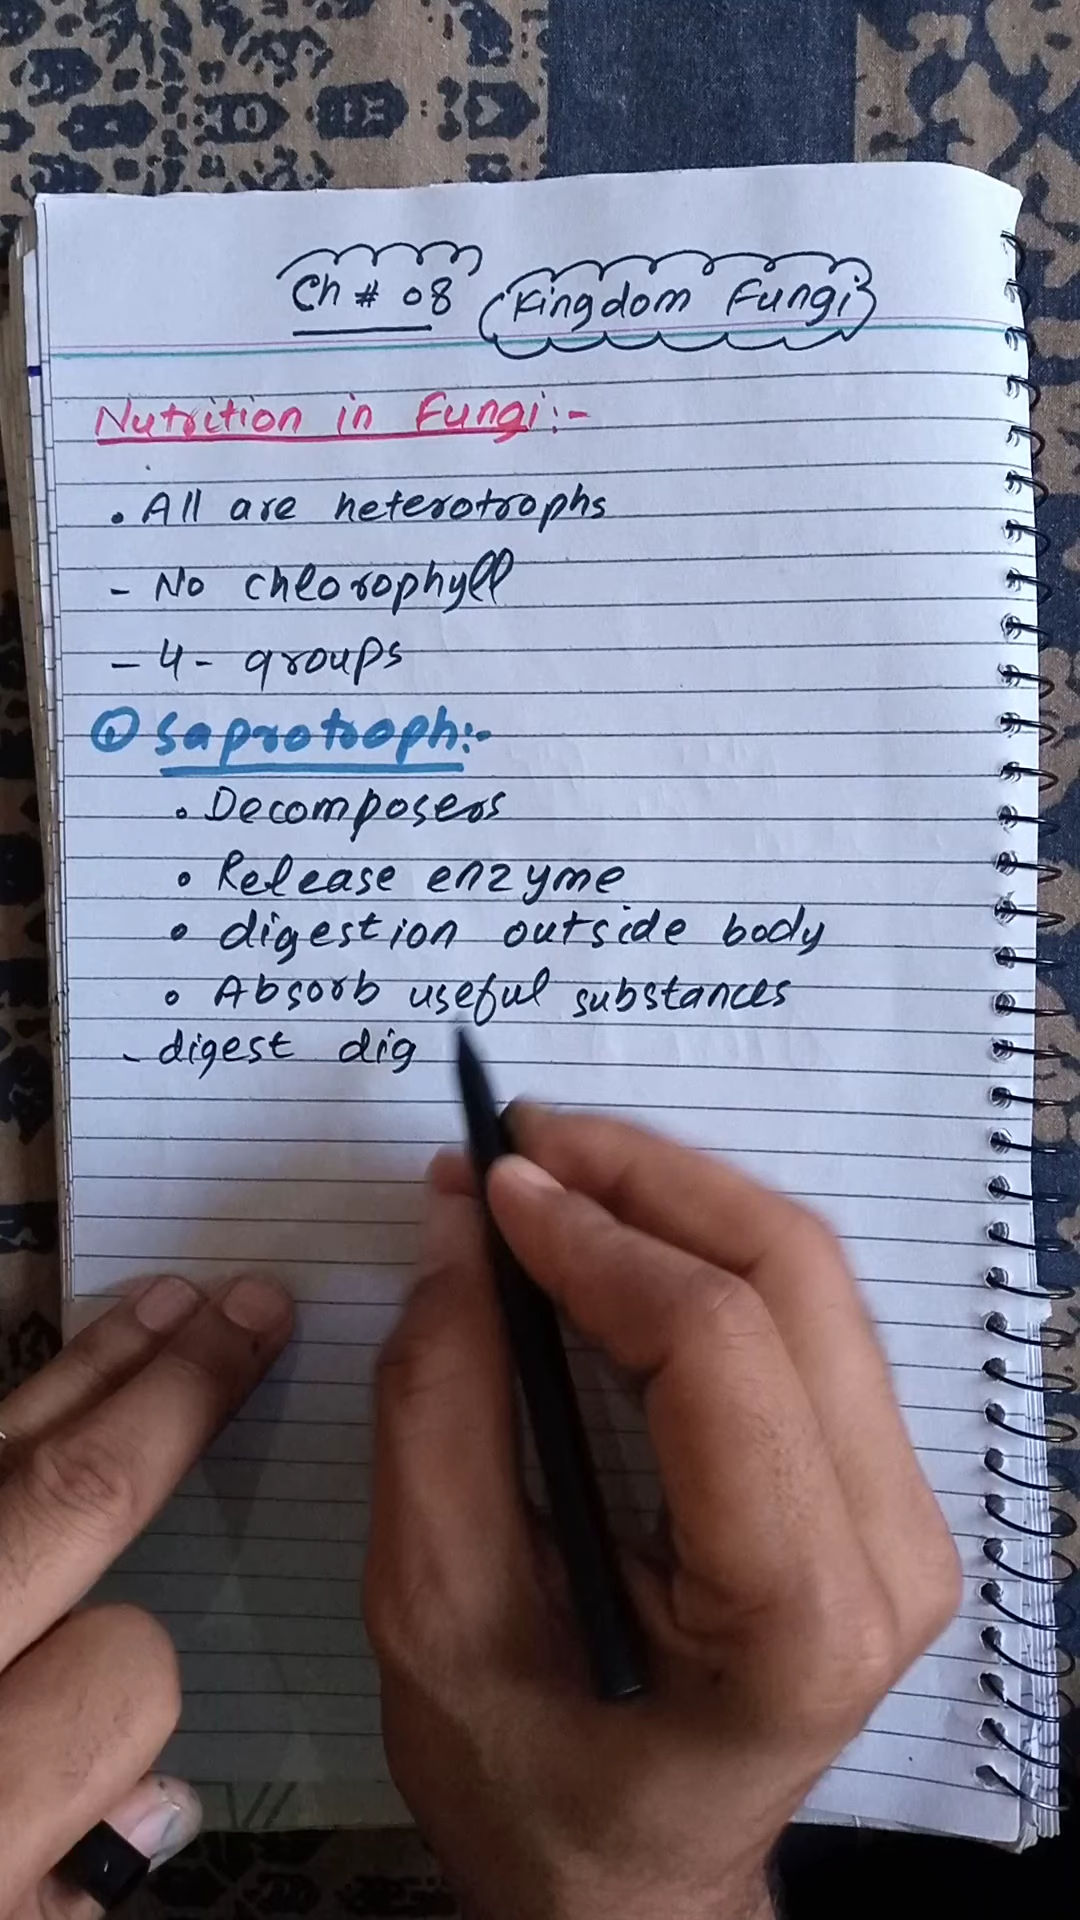 Ch # 08 Kingdom Fungi
Nutrition in Fungi:-
• All are heterotrophs
- No chlorophyll
- 4- groups
① Saprotroph:-
• Decomposers
• Release enzyme
• digestion outside body
• Absorb useful substances
- digest dig